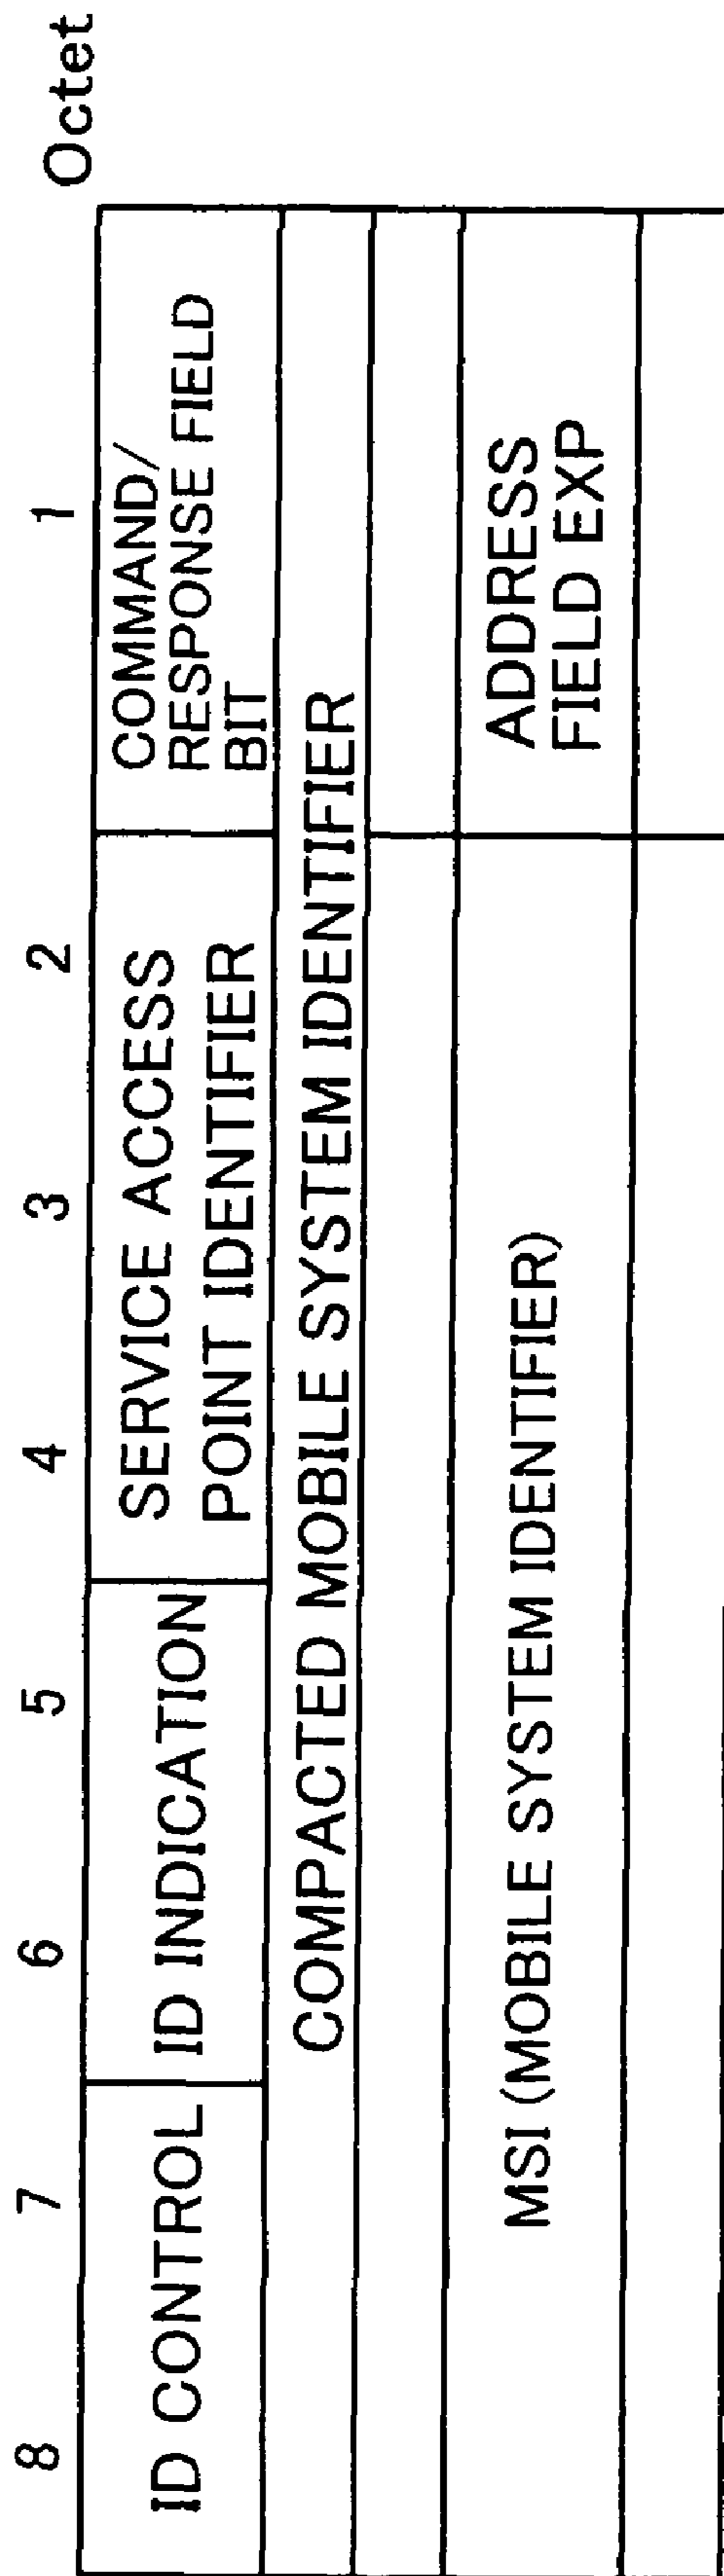 8 7 6 5 4 3 2 1 Octet
ID CONTROL
ID INDICATION
SERVICE ACCESS
POINT IDENTIFIER
COMMAND/
RESPONSE FIELD
BIT
COMPACTED MOBILE SYSTEM IDENTIFIER
MSI (MOBILE SYSTEM IDENTIFIER)
ADDRESS
FIELD EXP